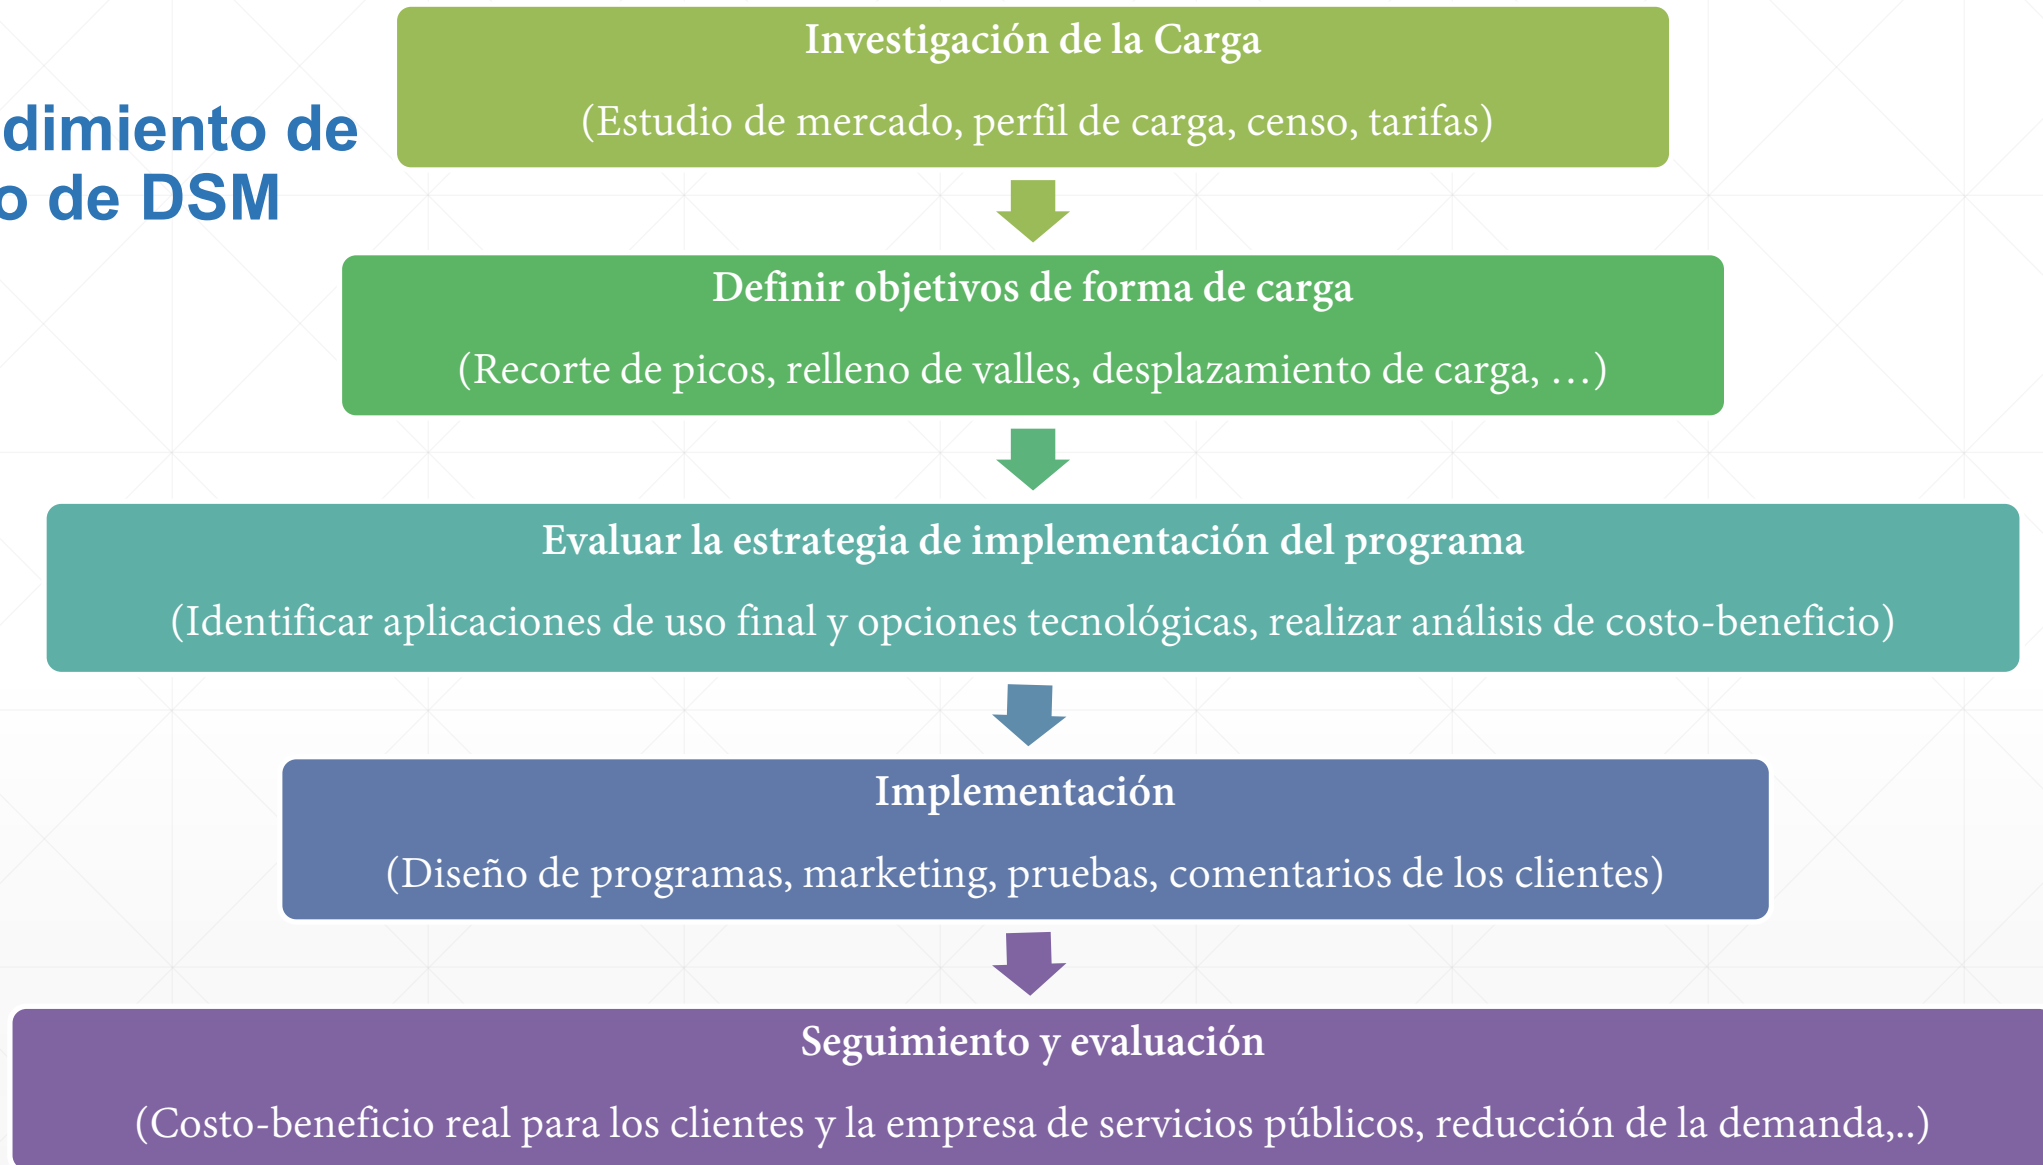 Investigación de la Carga
(Estudio de mercado, perfil de carga, censo, tarifas)
dimiento de
o de DSM
Definir objetivos de forma de carga
(Recorte de picos, relleno de valles, desplazamiento de carga, …)
Evaluar la estrategia de implementación del programa
(Identificar aplicaciones de uso final y opciones tecnológicas, realizar análisis de costo-beneficio)
Implementación
(Diseño de programas, marketing, pruebas, comentarios de los clientes)
Seguimiento y evaluación
(Costo-beneficio real para los clientes y la empresa de servicios públicos, reducción de la demanda,..)